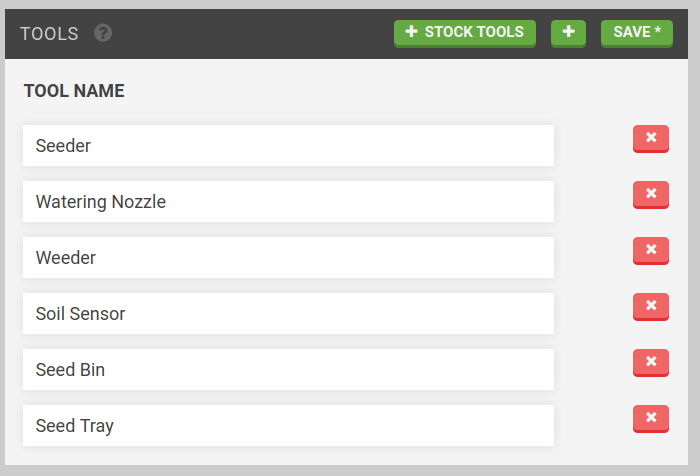 TOOLS ? + STOCK TOOLS + SAVE *
TOOL NAME
Seeder
Watering Nozzle
Weeder
Soil Sensor
Seed Bin
Seed Tray